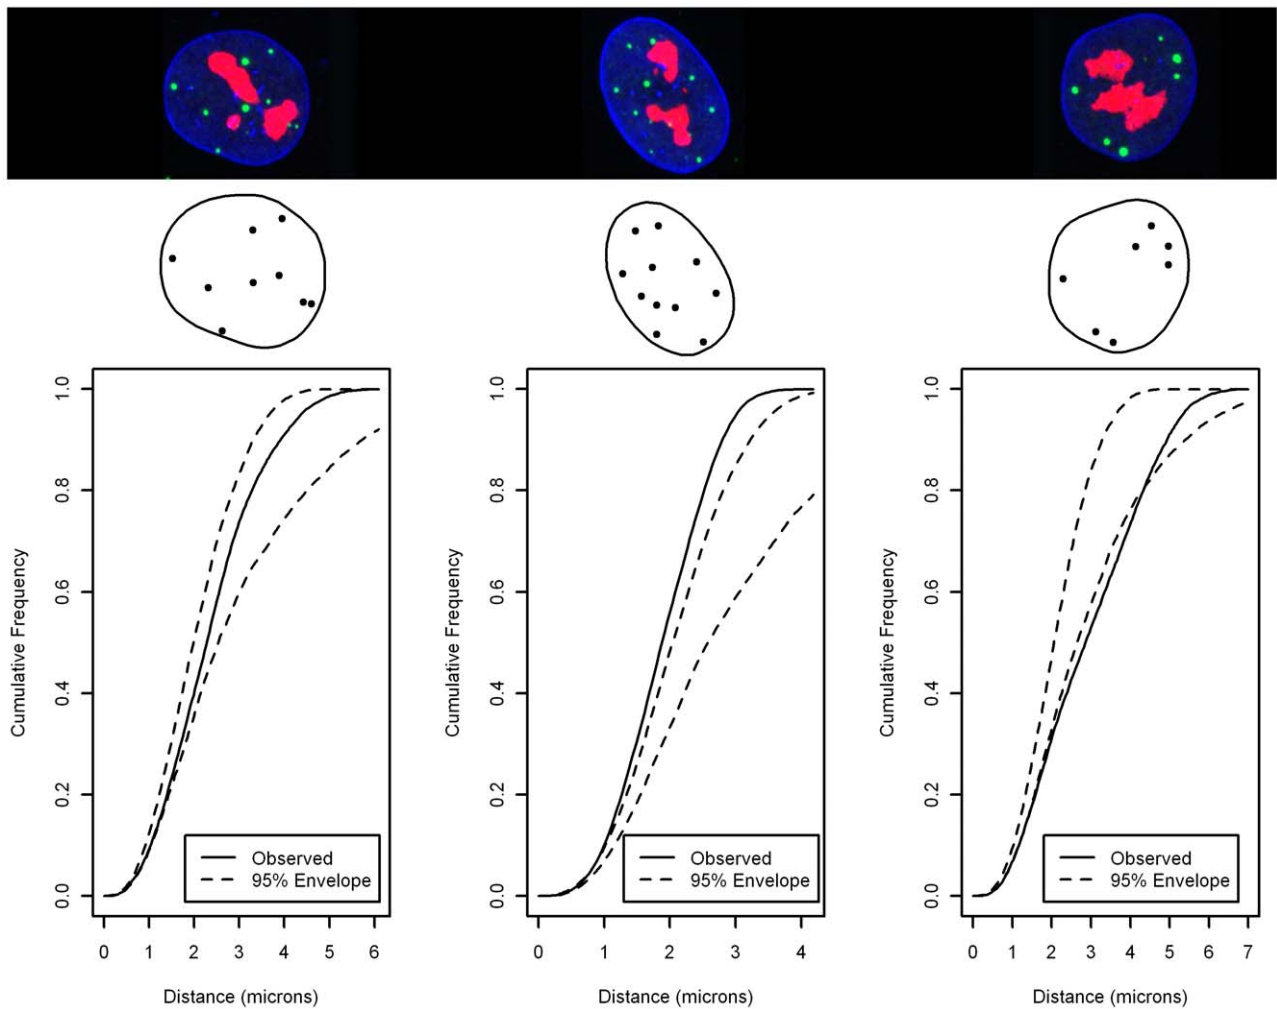 1.0
0.8
0.6
0.4
0.2
0.0
Cumulative Frequency
Observed
95% Envelope
0 1 2 3 4 5 6
Distance (microns)
1.0
0.8
0.6
0.4
0.2
0.0
Cumulative Frequency
Observed
95% Envelope
0 1 2 3 4
Distance (microns)
1.0
0.8
0.6
0.4
0.2
0.0
Cumulative Frequency
Observed
95% Envelope
0 1 2 3 4 5 6 7
Distance (microns)